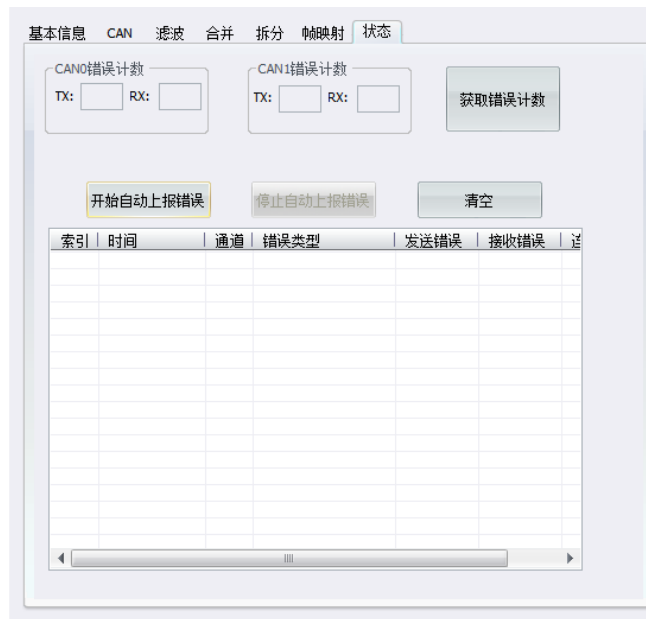 基本信息 CAN 滤波 合并 拆分 帧映射 状态
CAN0错误计数 CAN1错误计数
TX: RX: TX: RX: 获取错误计数
开始自动上报错误 停止自动上报错误 清空
索引 时间 通道 错误类型 发送错误 接收错误